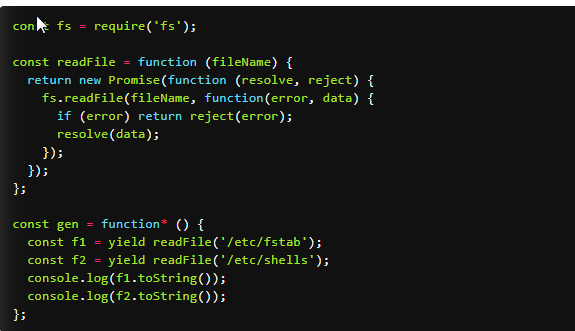 const fs = require('fs');
const readFile = function (fileName) {
  return new Promise(function (resolve, reject) {
    fs.readFile(fileName, function(error, data) {
      if (error) return reject(error);
      resolve(data);
    });
  });
};
const gen = function* () {
  const f1 = yield readFile('/etc/fstab');
  const f2 = yield readFile('/etc/shells');
  console.log(f1.toString());
  console.log(f2.toString());
};